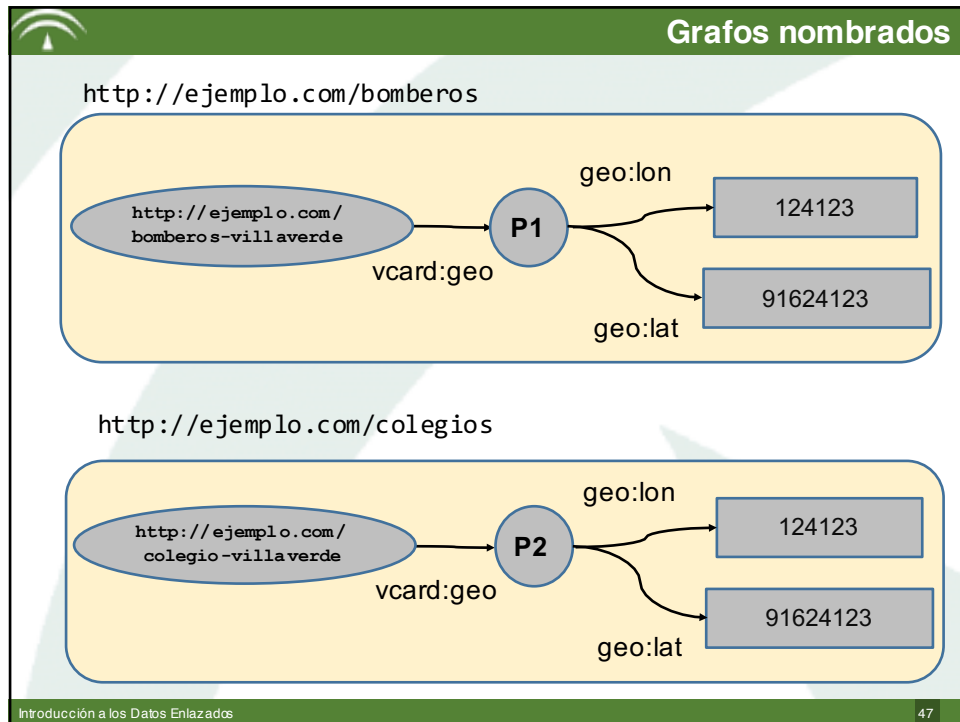 Grafos nombrados
http://ejemplo.com/bomberos
geo:lon
http://ejemplo.com/
bomberos-villaverde
P1
124123
vcard:geo
91624123
geo:lat
http://ejemplo.com/colegios
geo:lon
http://ejemplo.com/
colegio-villaverde
P2
124123
vcard:geo
91624123
geo:lat
Introducción a los Datos Enlazados
47